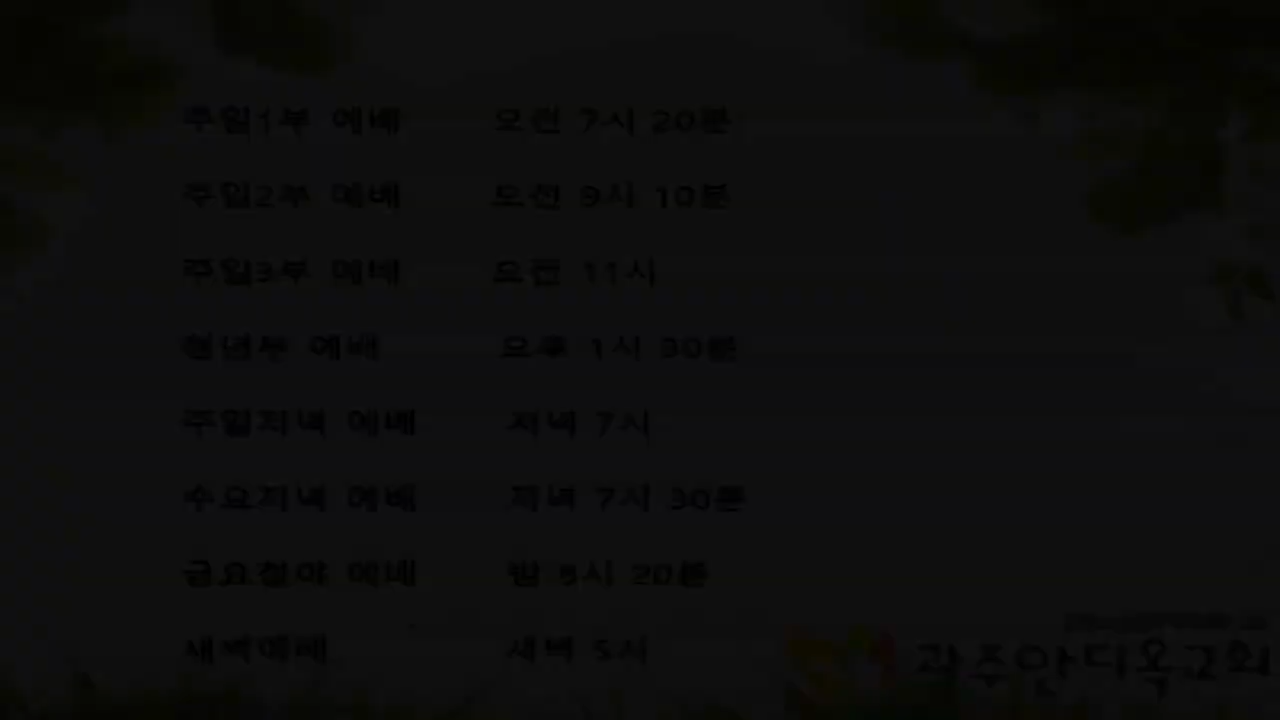 주일1부 예배 오전 7시 20분
주일2부 예배 오전 9시 10분
주일3부 예배 오전 11시
청년부 예배 오후 1시 30분
주일저녁 예배 저녁 7시
수요저녁 예배 저녁 7시 30분
금요철야 예배 밤 20분
새벽예배 새벽 5시
광주안디옥교회